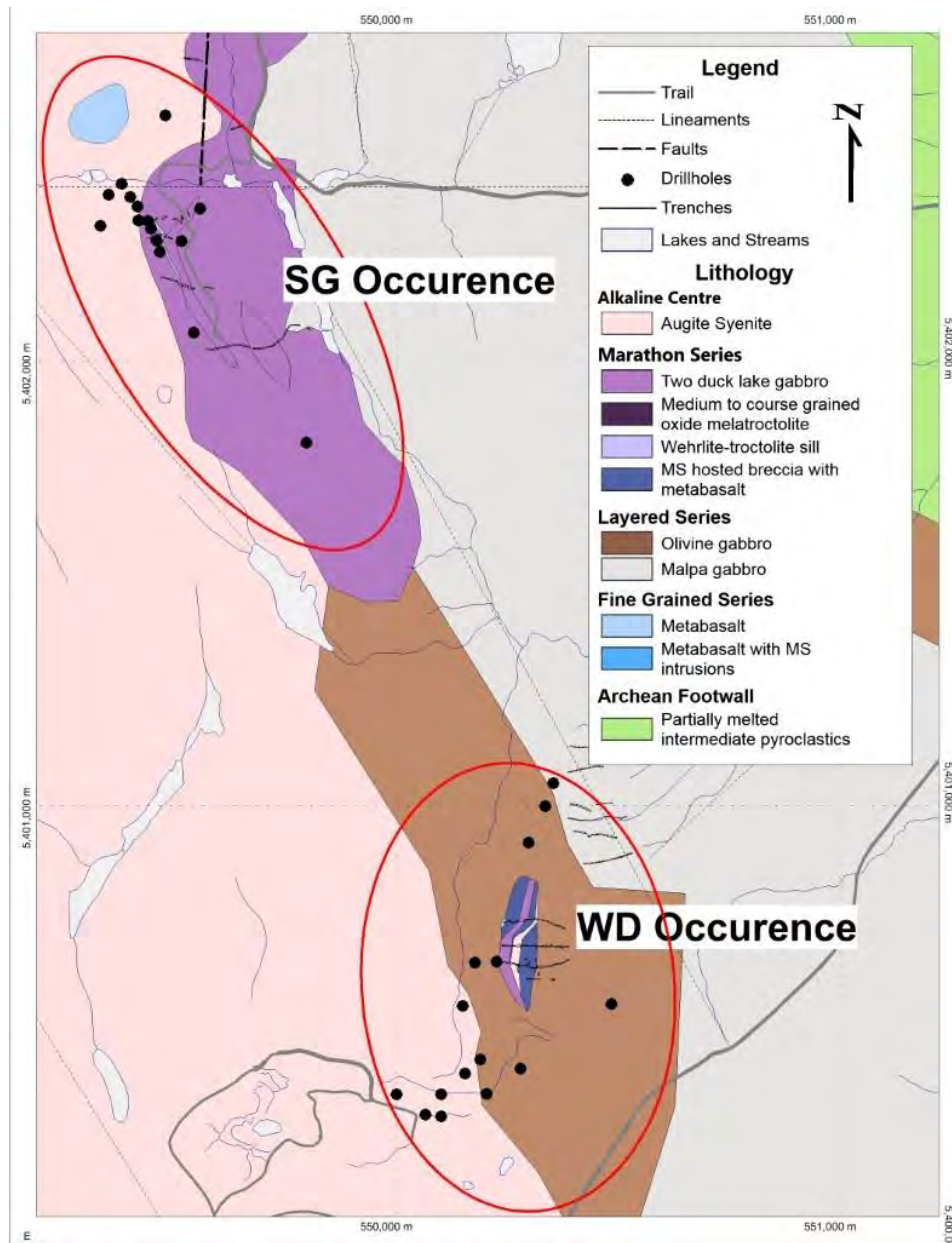 550,000 m
551,000 m
Legend
Trail
Lineaments
Faults
Drillholes
Trenches
Lakes and Streams
N
Lithology
Alkaline Centre
Augite Syenite
Marathon Series
Two duck lake gabbro
Medium to course grained
oxide melatroctolite
Wehrlite-troctolite sill
MS hosted breccia with
metabasalt
Layered Series
Olivine gabbro
Malpa gabbro
Fine Grained Series
Metabasalt
Metabasalt with MS
intrusions
Archean Footwall
Partially melted
intermediate pyroclastics
SG Occurence
WD Occurence
5,402,000 m
5,402,000 m
5,401,000 m
5,401,000 m
m
550,000 m
551,000 m